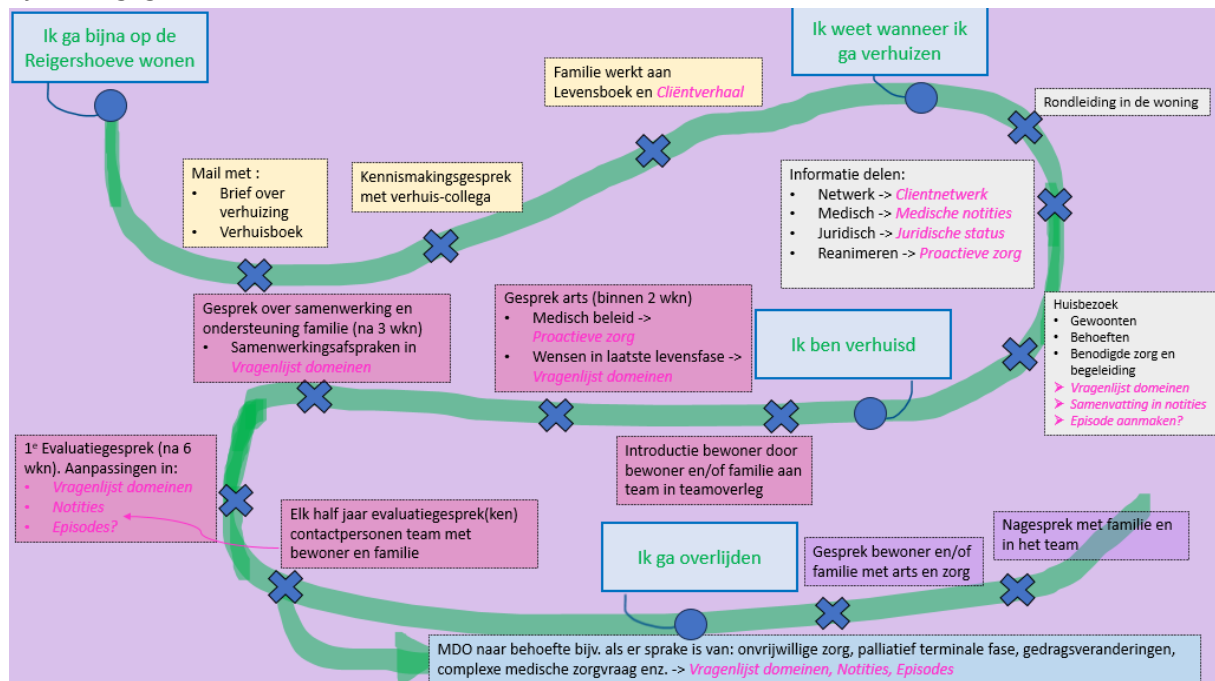 Ik ga bijna op de
Reigershoeve wonen
Ik weet wanneer ik
ga verhuizen
Familie werkt aan
Levensboek en Cliëntverhaal
Rondleiding in de woning
Mail met :
• Brief over
verhuizing
• Verhuisboek
Kennismakingsgesprek
met verhuis-collega
Informatie delen:
• Netwerk -> Clientnetwerk
• Medisch -> Medische notities
• Juridisch -> Juridische status
• Reanimeren -> Proactieve zorg
Huisbezoek
• Gewoonten
• Behoeften
• Benodigde zorg en
begeleiding
➤ Vragenlijst domeinen
➤ Samenvatting in notities
➤ Episode aanmaken?
Ik ben verhuisd
Gesprek arts (binnen 2 wkn)
• Medisch beleid ->
Proactieve zorg
• Wensen in laatste levensfase ->
Vragenlijst domeinen
Gesprek over samenwerking en
ondersteuning familie (na 3 wkn)
• Samenwerkingsafspraken in
Vragenlijst domeinen
Introductie bewoner door
bewoner en/of familie aan
team in teamoverleg
1e Evaluatiegesprek (na 6
wkn). Aanpassingen in:
• Vragenlijst domeinen
• Notities
• Episodes?
Elk half jaar evaluatiegesprek(ken)
contactpersonen team met
bewoner en familie
Ik ga overlijden
Gesprek bewoner en/of
familie met arts en zorg
Nagesprek met familie en
in het team
MDO naar behoefte bijv. als er sprake is van: onvrijwillige zorg, palliatief terminale fase, gedragsveranderingen,
complexe medische zorgvraag enz. -> Vragenlijst domeinen, Notities, Episodes